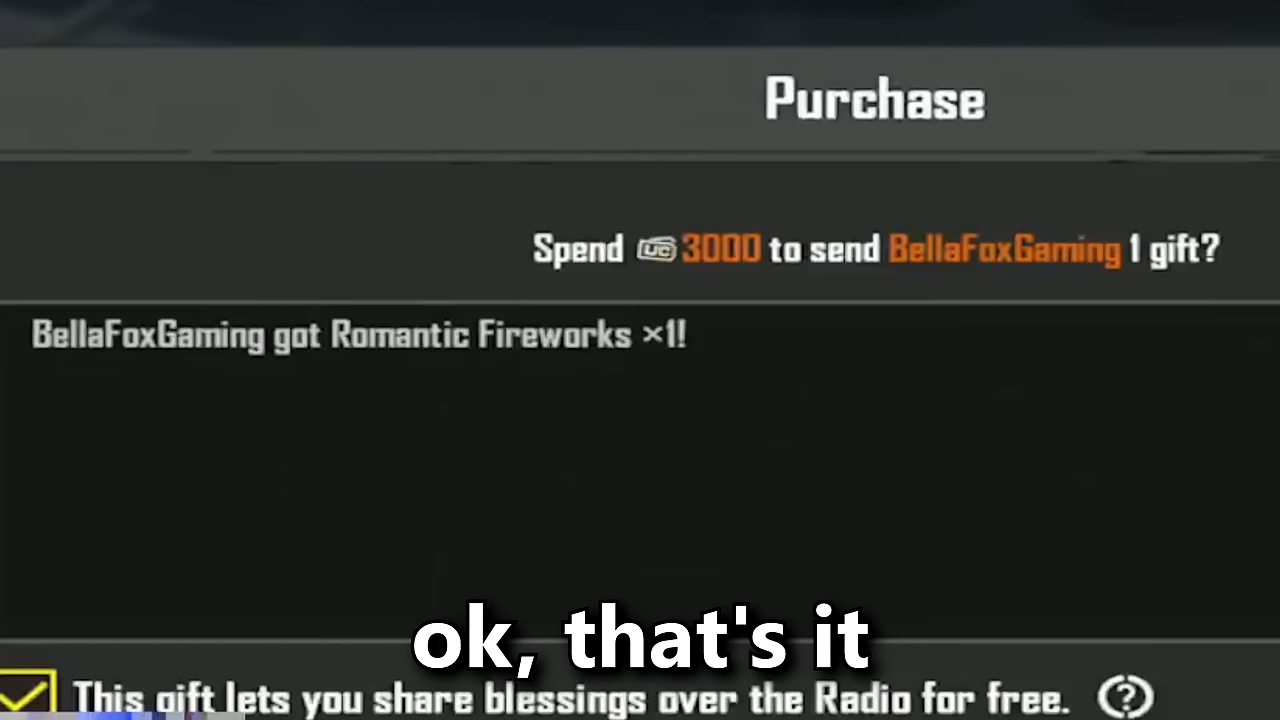 Purchase
Spend UC 3000 to send BellaFoxGaming 1 gift?
BellaFoxGaming got Romantic Fireworks ×1!
ok, that's it
This gift lets you share blessings over the Radio for free. ?